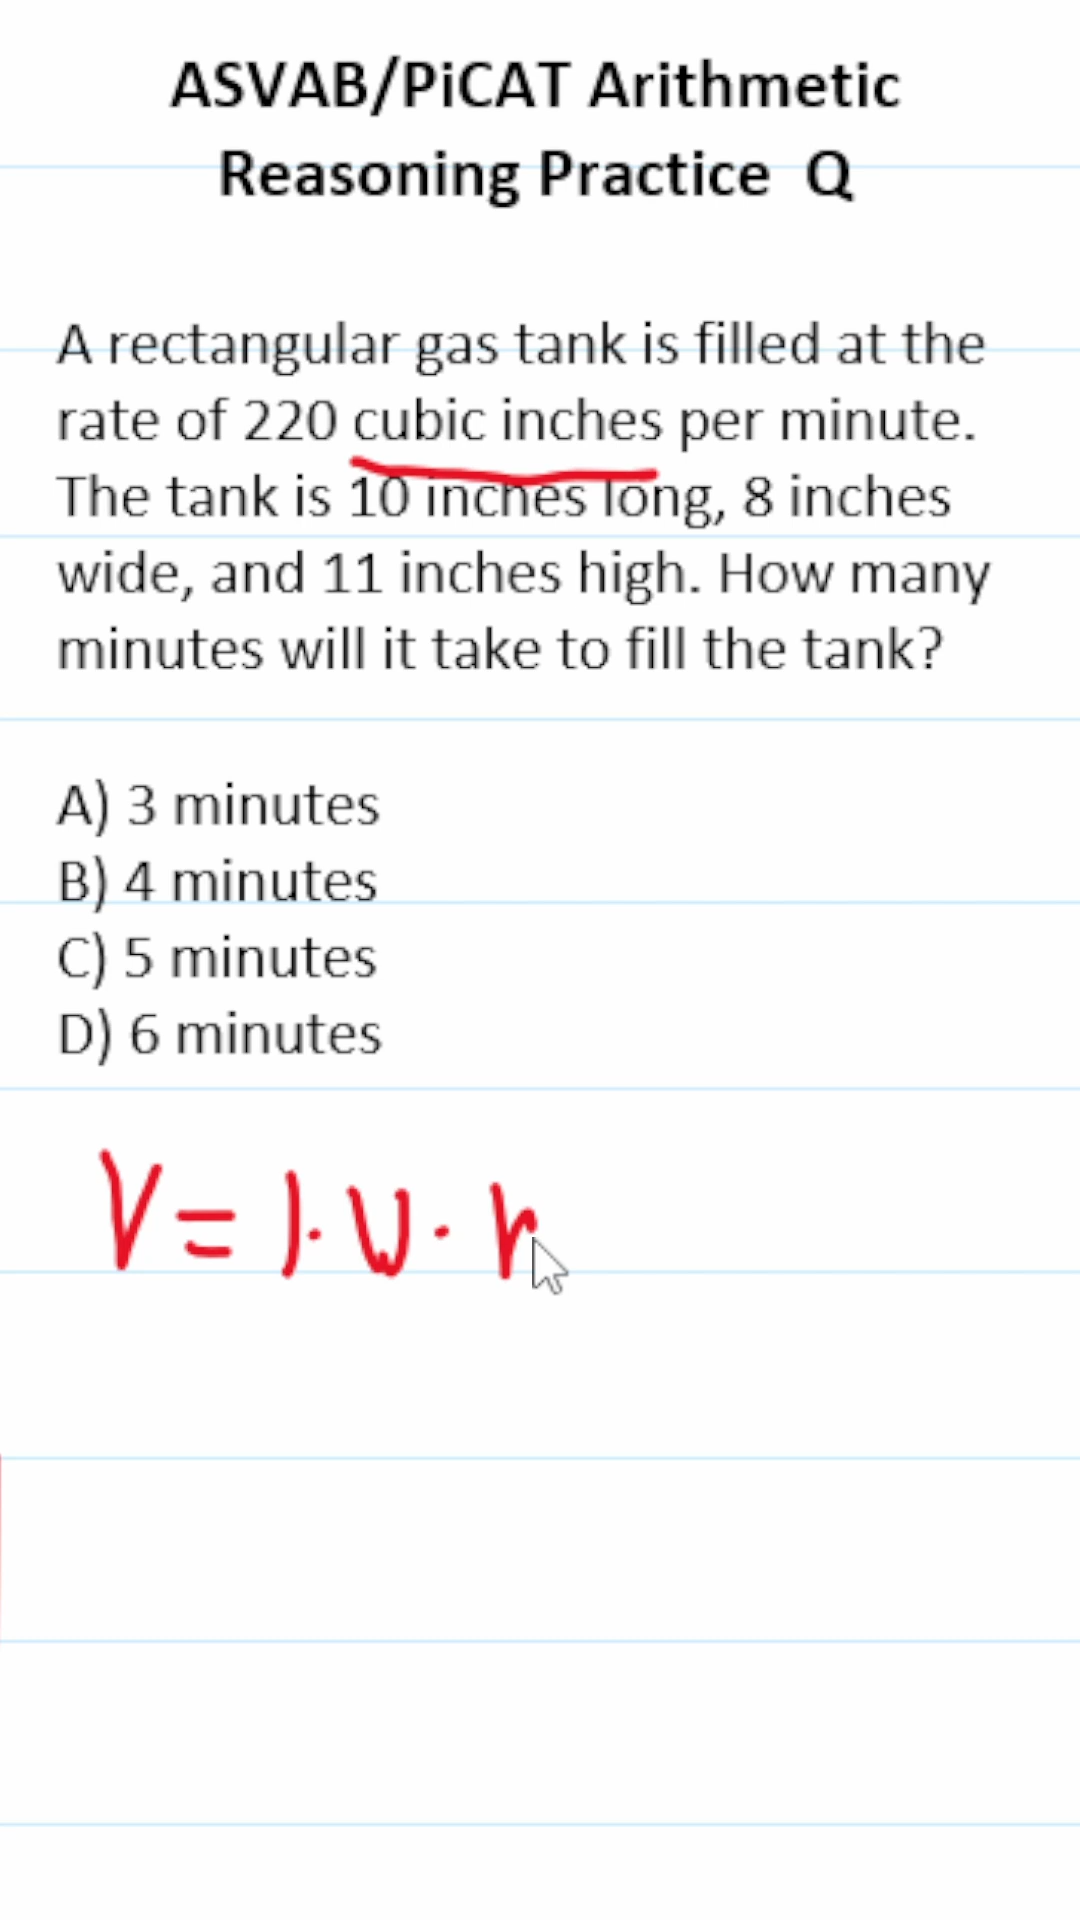 ASVAB/PiCAT Arithmetic
Reasoning Practice Q
A rectangular gas tank is filled at the
rate of 220 cubic inches per minute.
The tank is 10 inches long, 8 inches
wide, and 11 inches high. How many
minutes will it take to fill the tank?
A) 3 minutes
B) 4 minutes
C) 5 minutes
D) 6 minutes
V = l · w · h